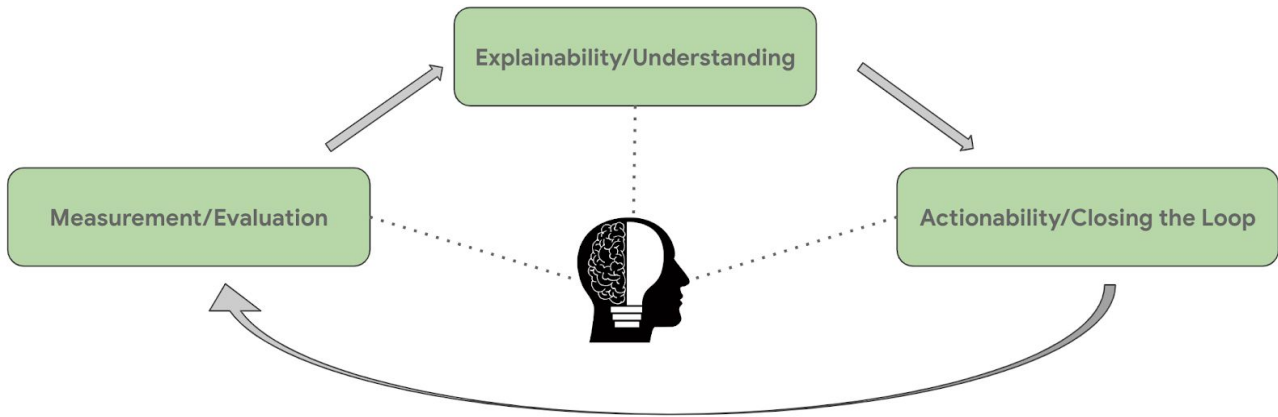 Explainability/Understanding
Measurement/Evaluation
Actionability/Closing the Loop